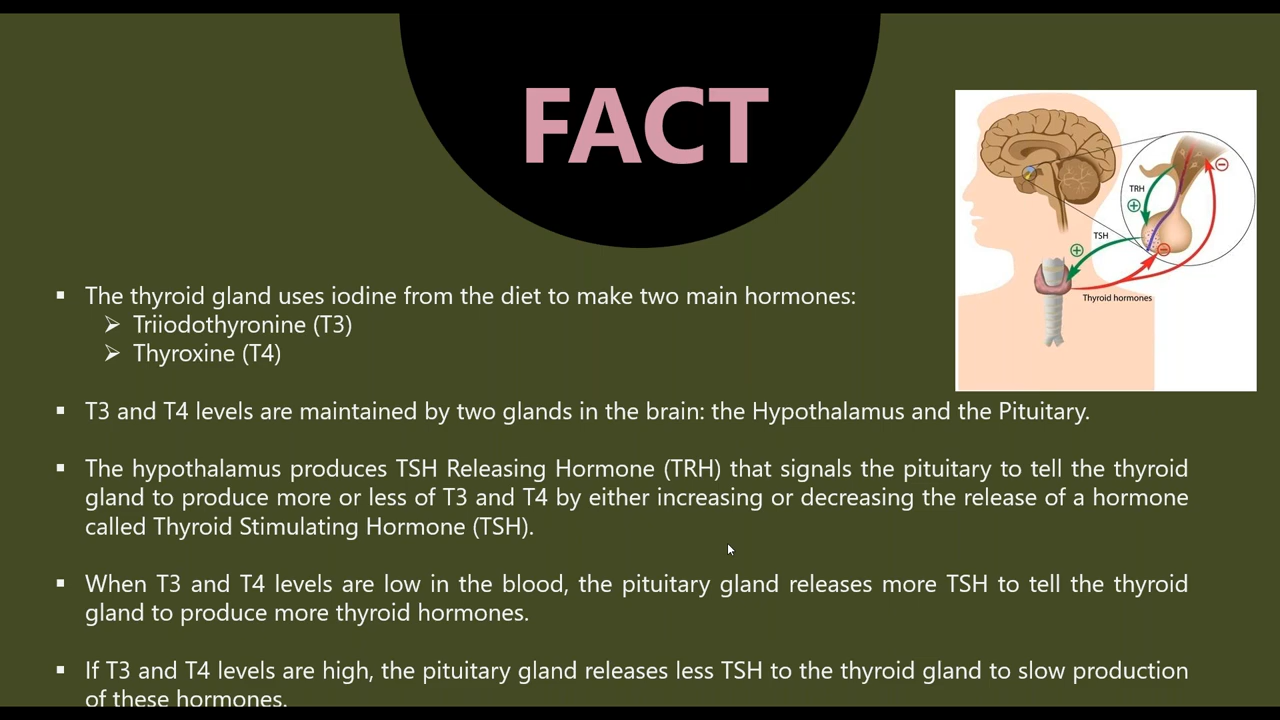 FACT
TRH
TSH
Thyroid hormones
▪ The thyroid gland uses iodine from the diet to make two main hormones:
➢ Triiodothyronine (T3)
➢ Thyroxine (T4)
▪ T3 and T4 levels are maintained by two glands in the brain: the Hypothalamus and the Pituitary.
▪ The hypothalamus produces TSH Releasing Hormone (TRH) that signals the pituitary to tell the thyroid
gland to produce more or less of T3 and T4 by either increasing or decreasing the release of a hormone
called Thyroid Stimulating Hormone (TSH).
▪ When T3 and T4 levels are low in the blood, the pituitary gland releases more TSH to tell the thyroid
gland to produce more thyroid hormones.
▪ If T3 and T4 levels are high, the pituitary gland releases less TSH to the thyroid gland to slow production
of these hormones.